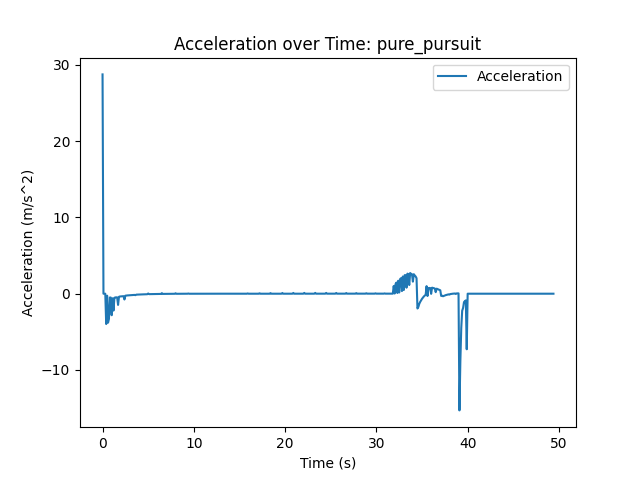 Acceleration over Time: pure_pursuit
Acceleration
30
20
10
0
−10
Acceleration (m/s^2)
0 10 20 30 40 50
Time (s)